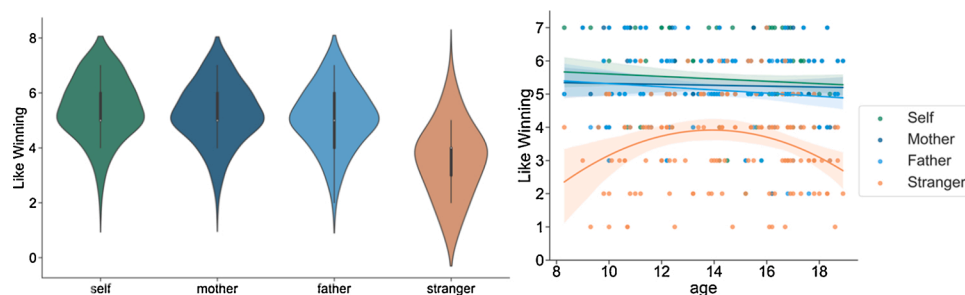 Like Winning
8
6
4
2
0
self
mother
father
stranger
Like Winning
7
6
5
4
3
2
1
0
8
10
12
14
16
18
age
Self
Mother
Father
Stranger